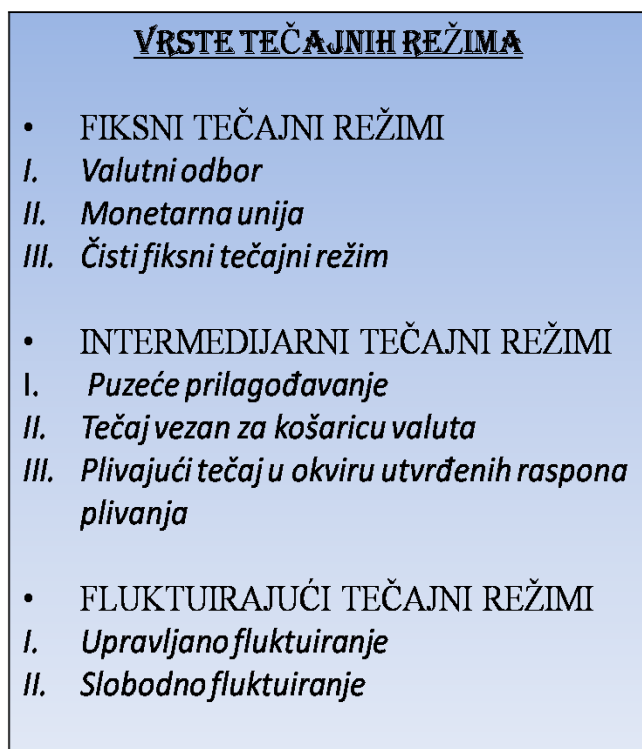 VRSTE TEČAJNIH REŽIMA
• FIKSNI TEČAJNI REŽIMI
I. Valutni odbor
II. Monetarna unija
III. Čisti fiksni tečajni režim
• INTERMEDIJARNI TEČAJNI REŽIMI
I. Puzeće prilagođavanje
II. Tečaj vezan za košaricu valuta
III. Plivajući tečaj u okviru utvrđenih raspona
plivanja
• FLUKTUIRAJUĆI TEČAJNI REŽIMI
I. Upravljano fluktuiranje
II. Slobodno fluktuiranje